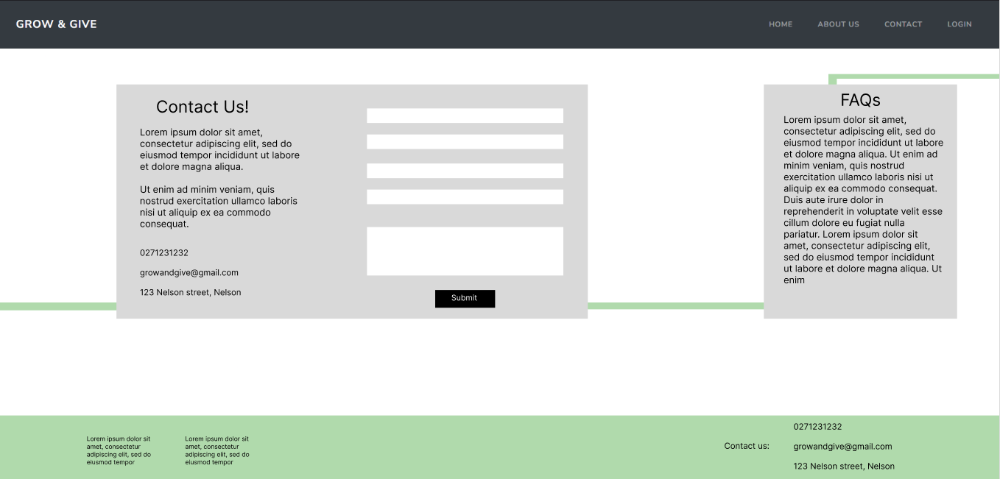 GROW & GIVE
HOME
ABOUT US
CONTACT
LOGIN
Contact Us!
Lorem ipsum dolor sit amet,
consectetur adipiscing elit, sed do
eiusmod tempor incididunt ut labore
et dolore magna aliqua.
Ut enim ad minim veniam, quis
nostrud exercitation ullamco laboris
nisi ut aliquip ex ea commodo
consequat.
0271231232
growandgive@gmail.com
123 Nelson street, Nelson
Submit
FAQs
Lorem ipsum dolor sit amet,
consectetur adipiscing elit, sed do
eiusmod tempor incididunt ut labore
et dolore magna aliqua. Ut enim ad
minim veniam, quis nostrud
exercitation ullamco laboris nisi ut
aliquip ex ea commodo consequat.
Duis aute irure dolor in
reprehenderit in voluptate velit esse
cillum dolore eu fugiat nulla
pariatur. Lorem ipsum dolor sit
amet, consectetur adipiscing elit,
sed do eiusmod tempor incididunt
ut labore et dolore magna aliqua. Ut
enim
Lorem ipsum dolor sit
amet, consectetur
adipiscing elit, sed do
eiusmod tempor
Lorem ipsum dolor sit
amet, consectetur
adipiscing elit, sed do
eiusmod tempor
Contact us:
0271231232
growandgive@gmail.com
123 Nelson street, Nelson